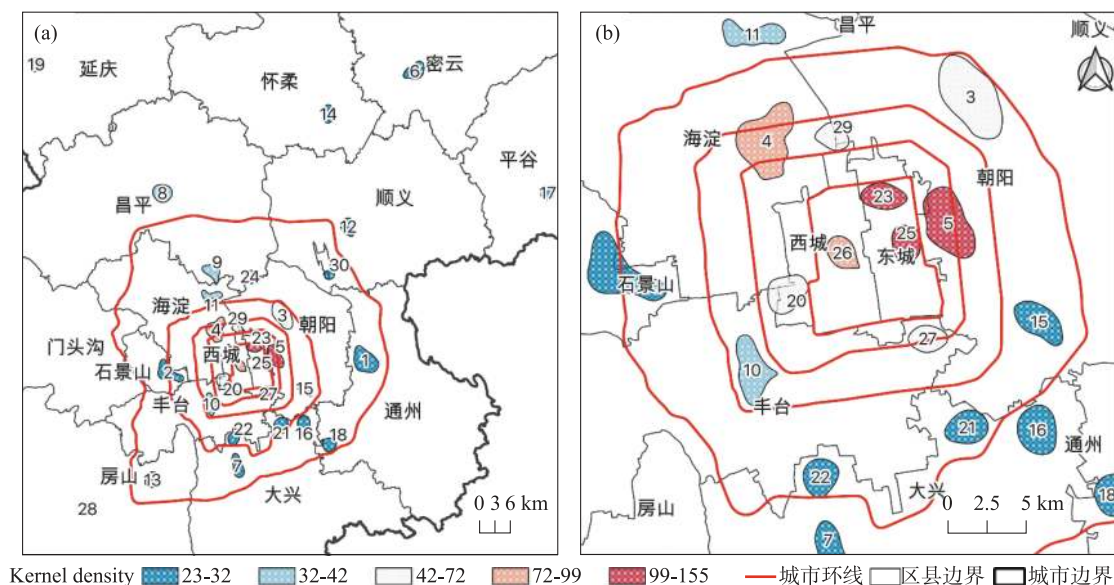 (a)
19
延庆
怀柔
6
密云
14
平谷
8
昌平
顺义
17
12
9
24
30
海淀
11
3
朝阳
4
29
门头沟
西城
23
5
1
石景山
2
25
20
27
15
丰台
10
通州
22
21
16
18
房山
13
7
大兴
28
0 3 6 km
(b)
11
昌平
顺义
3
海淀
4
29
朝阳
23
5
西城
26
25
东城
石景山
20
15
27
10
丰台
21
16
通州
22
大兴
18
房山
7
0 2.5 5 km
Kernel density 23-32 32-42 42-72 72-99 99-155 城市环线 区县边界 城市边界